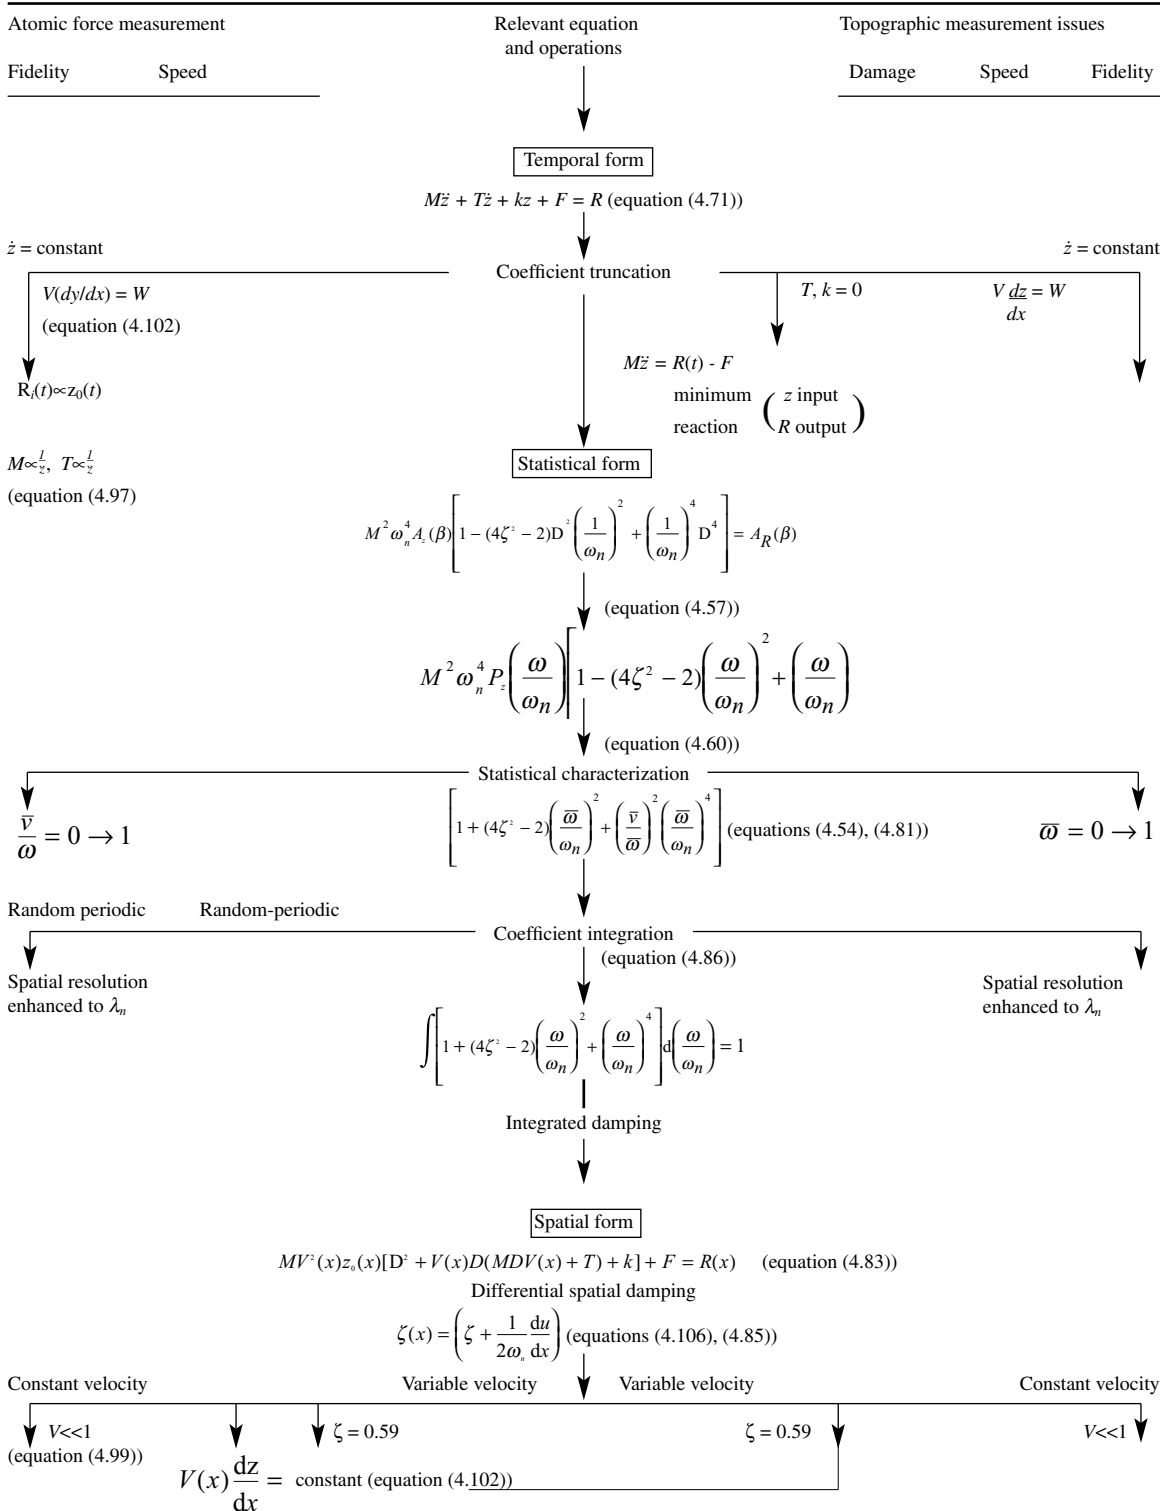 Atomic force measurement
Relevant equation
and operations
Topographic measurement issues
Fidelity Speed
Damage Speed Fidelity
Temporal form
Mz̈ + Tż + kz + F = R (equation (4.71))
ż = constant
ż = constant
Coefficient truncation
V(dy/dx) = W
(equation (4.102)
T, k = 0
V dz/dx = W
Rᵢ(t)∝z₀(t)
Mz̈ = R(t) - F
minimum
reaction
( z input
R output )
M∝1/z, T∝1/z
(equation (4.97)
Statistical form
M² ωₙ⁴ A_z(β)[1 − (4ζ² − 2)D² (1/ωₙ)² + (1/ωₙ)⁴ D⁴] = A_R(β)
(equation (4.57))
M² ωₙ⁴ P_z(ω/ωₙ)[1 − (4ζ² − 2)(ω/ωₙ)² + (ω/ωₙ)
(equation (4.60))
Statistical characterization
v̄/ω = 0 → 1
[1 + (4ζ² − 2)(ω̄/ωₙ)² + (v̄/ω̄)² (ω̄/ωₙ)⁴] (equations (4.54), (4.81))
ω̄ = 0 → 1
Random periodic Random-periodic
Coefficient integration
(equation (4.86))
Spatial resolution
enhanced to λₙ
Spatial resolution
enhanced to λₙ
∫[1 + (4ζ² − 2)(ω/ωₙ)² + (ω/ωₙ)⁴]d(ω/ωₙ) = 1
Integrated damping
Spatial form
MV²(x)z₀(x)[D² + V(x)D(MDV(x) + T) + k] + F = R(x) (equation (4.83))
Differential spatial damping
ζ(x) = (ζ + 1/2ωₙ du/dx) (equations (4.106), (4.85))
Constant velocity Variable velocity Variable velocity Constant velocity
V<<1 ζ = 0.59 ζ = 0.59 V<<1
(equation (4.99))
V(x) dz/dx = constant (equation (4.102))